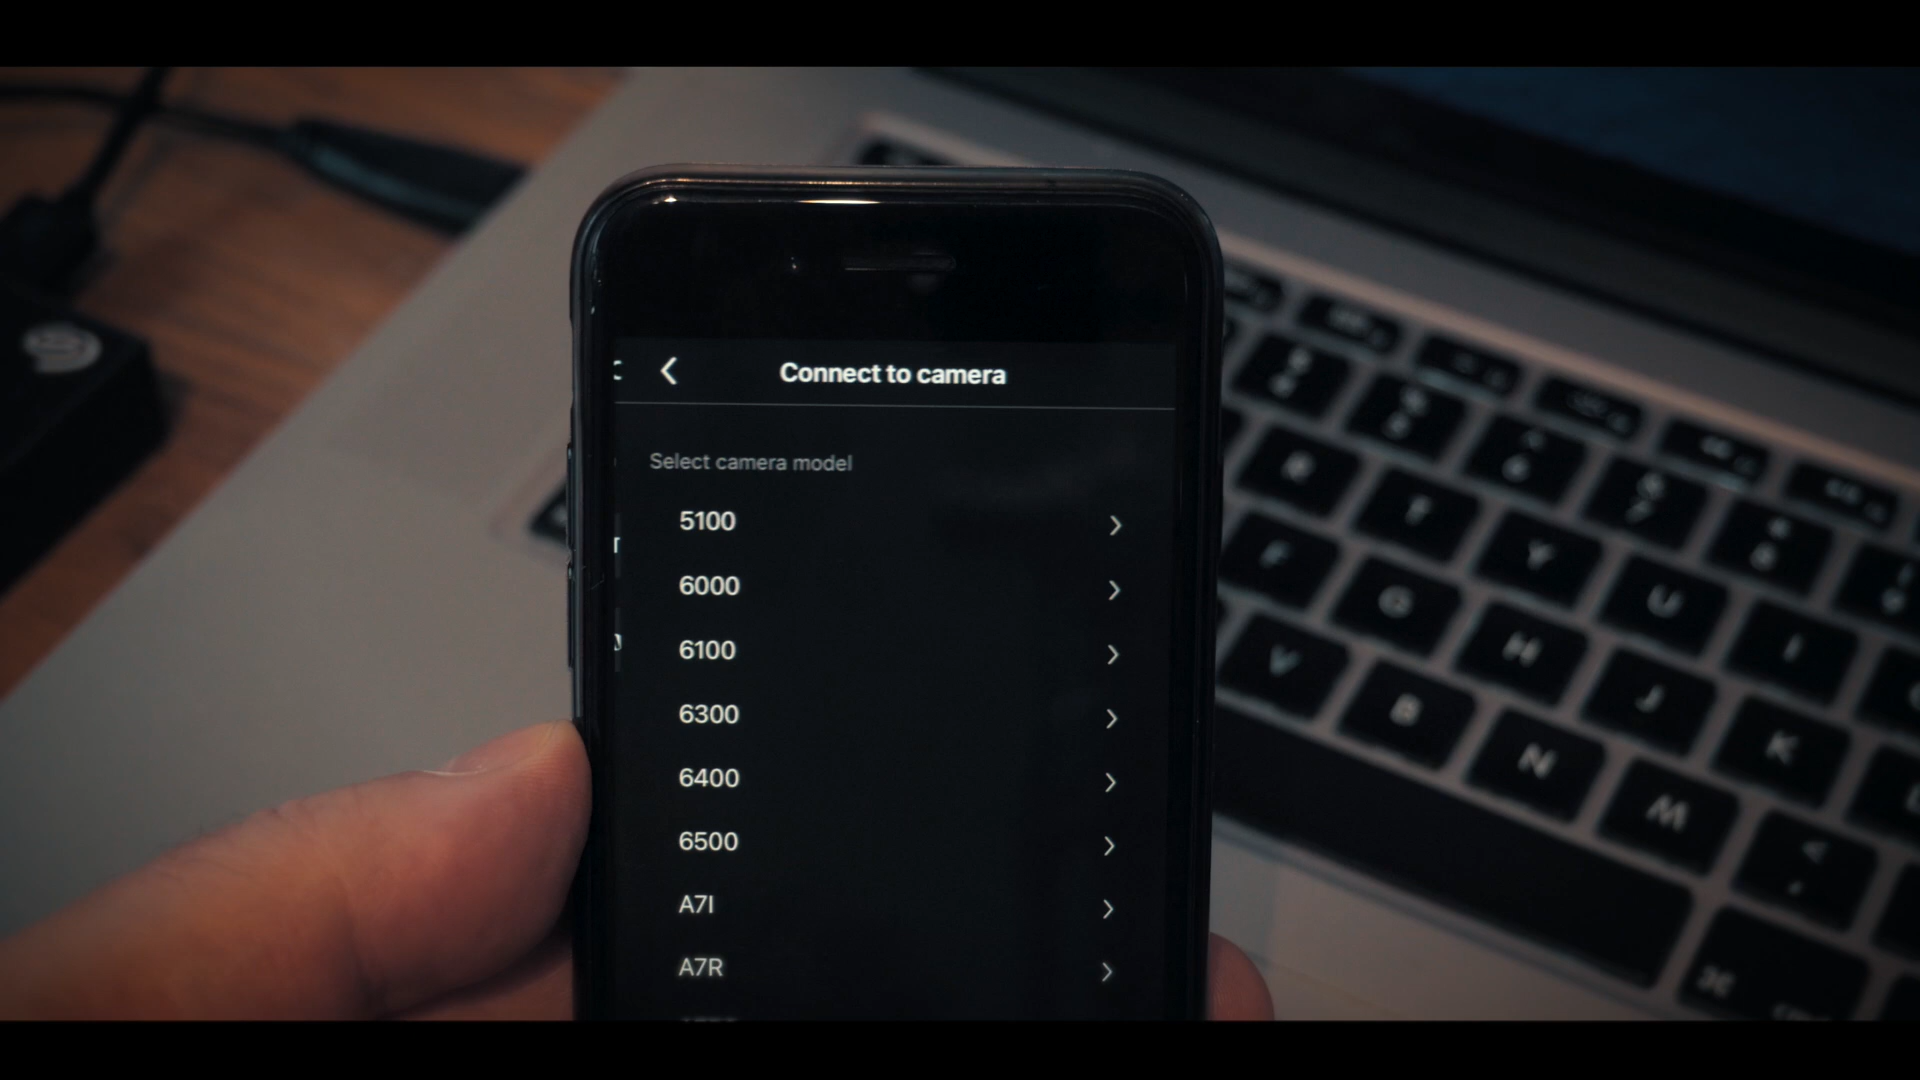 Connect to camera
Select camera model
5100
6000
6100
6300
6400
6500
A7I
A7R
R
T
Y
U
I
F
G
H
J
K
V
B
N
M